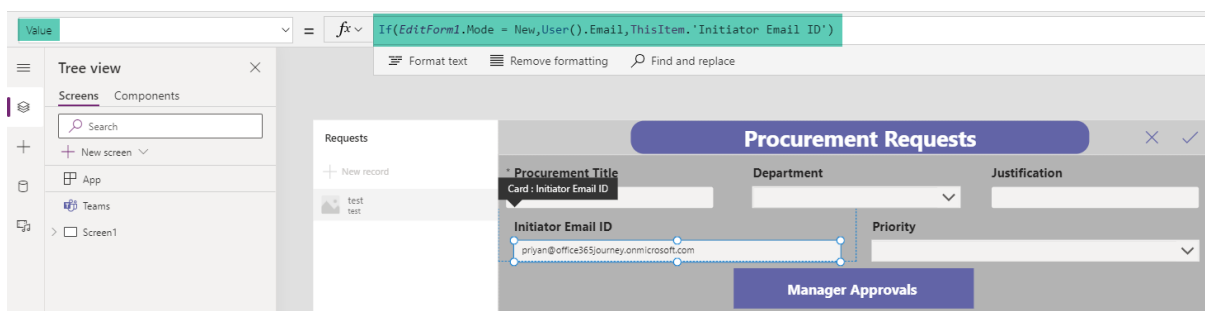 Value = fx If(EditForm1.Mode = New,User().Email,ThisItem.'Initiator Email ID')
Format text Remove formatting Find and replace
Tree view
Screens Components
Search
New screen
App
Teams
Screen1
Requests
New record
test
test
Procurement Requests
* Procurement Title Department Justification
Card : Initiator Email ID
Initiator Email ID Priority
priyan@office365journey.onmicrosoft.com
Manager Approvals